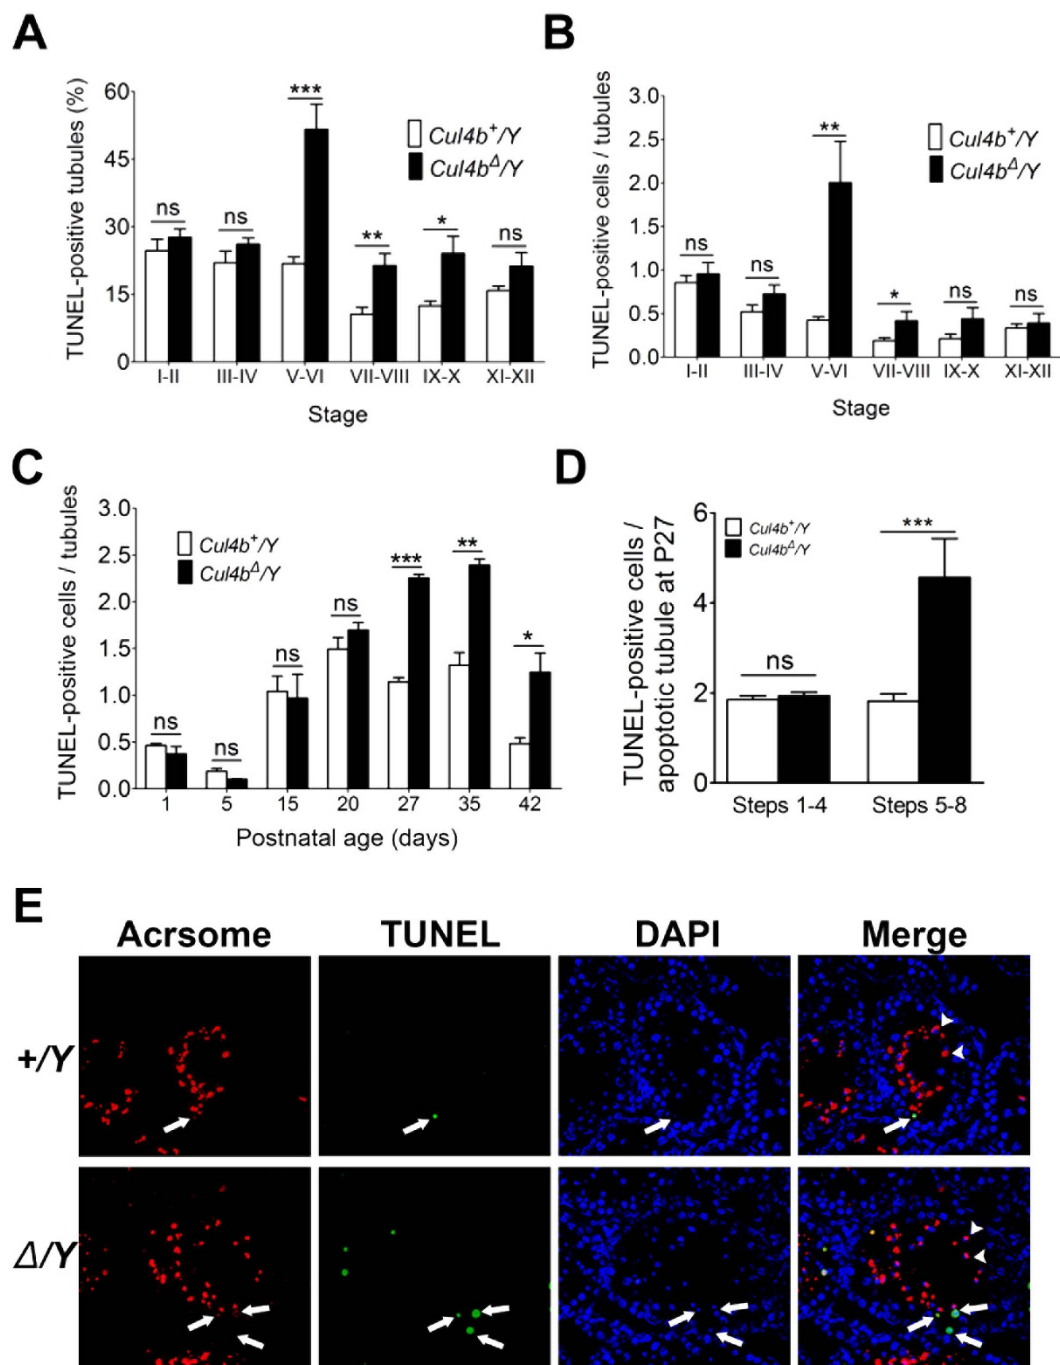 A
TUNEL-positive tubules (%)
60
45
30
15
0
***
ns
ns
**
*
ns
Cul4b⁺/Y
Cul4bᐞ/Y
I-II
III-IV
V-VI
VII-VIII
IX-X
XI-XII
Stage
B
TUNEL-positive cells / tubules
3.0
2.5
2.0
1.5
1.0
0.5
0.0
**
ns
ns
*
ns
ns
Cul4b⁺/Y
Cul4bᐞ/Y
I-II
III-IV
V-VI
VII-VIII
IX-X
XI-XII
Stage
C
TUNEL-positive cells / tubules
3.0
2.5
2.0
1.5
1.0
0.5
0.0
Cul4b⁺/Y
Cul4bᐞ/Y
ns
ns
ns
ns
***
**
*
1
5
15
20
27
35
42
Postnatal age (days)
D
TUNEL-positive cells /
apoptotic tubule at P27
6
4
2
0
Cul4b⁺/Y
Cul4bᐞ/Y
ns
***
Steps 1-4
Steps 5-8
E
Acrsome
TUNEL
DAPI
Merge
+/Y
Δ/Y